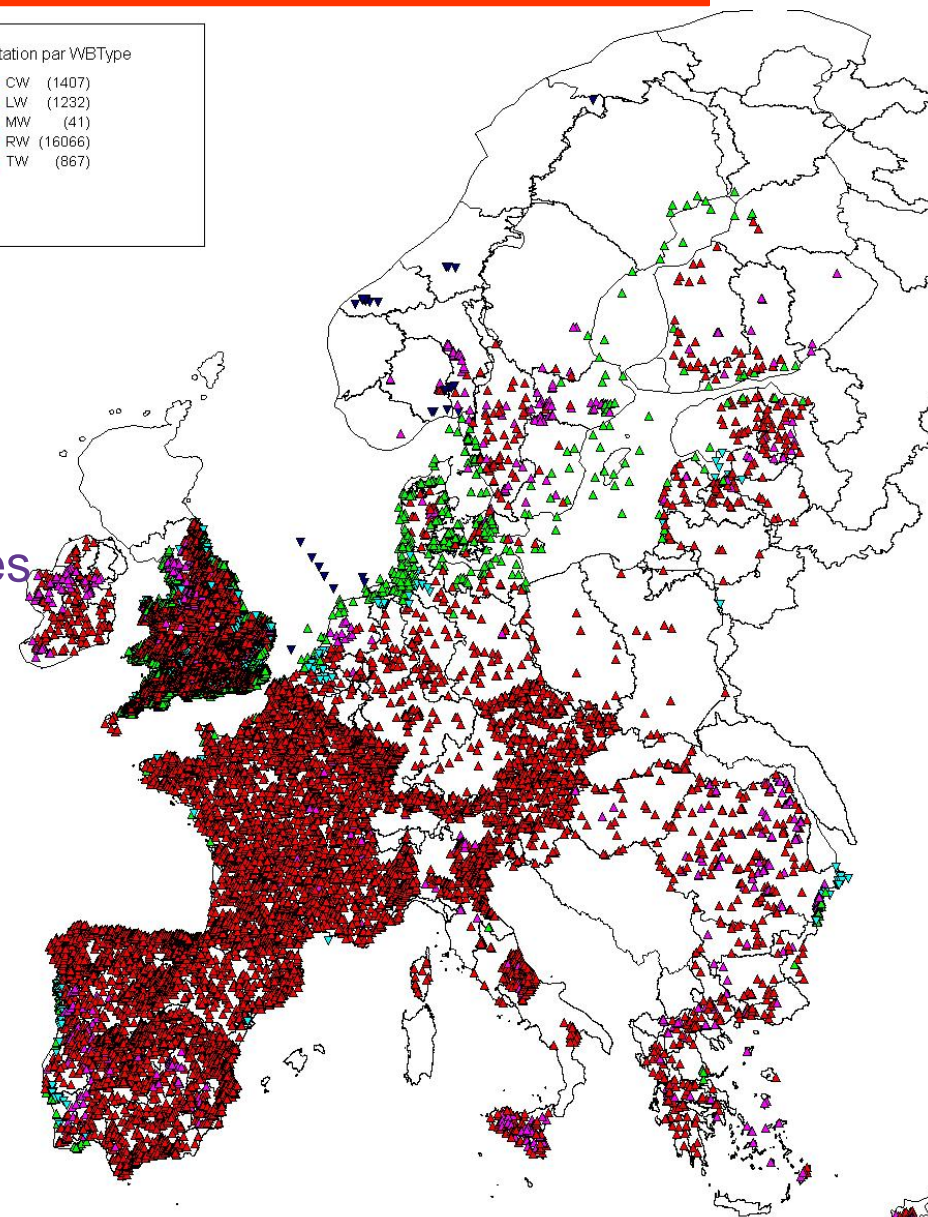 tation par WBType
CW (1407)
LW (1232)
MW (41)
RW (16066)
TW (867)
es